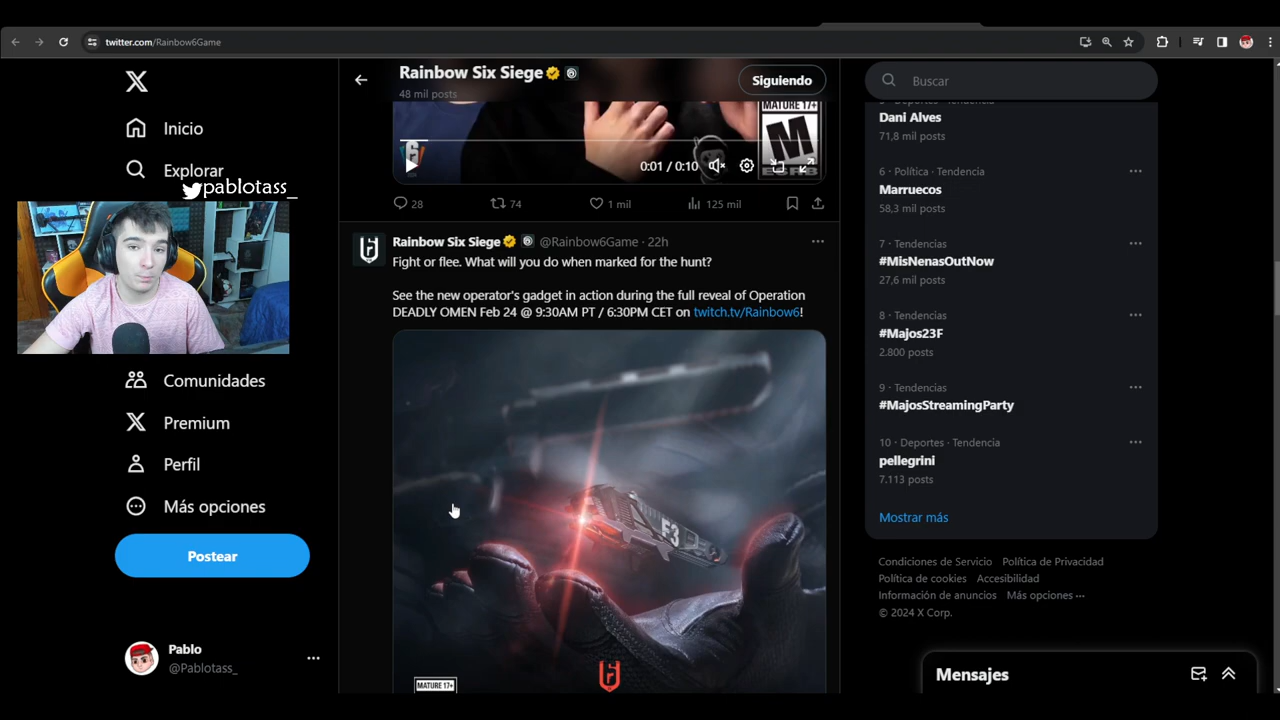 twitter.com/Rainbow6Game
Inicio
Explorar
pablotass_
Comunidades
Premium
Perfil
Más opciones
Postear
Pablo
@Pablotass_
Rainbow Six Siege
48 mil posts
Siguiendo
MATURE 17+
M
ESRB
0:01 / 0:10
28
74
1 mil
125 mil
Rainbow Six Siege @Rainbow6Game · 22h
Fight or flee. What will you do when marked for the hunt?
See the new operator's gadget in action during the full reveal of Operation
DEADLY OMEN Feb 24 @ 9:30AM PT / 6:30PM CET on twitch.tv/Rainbow6!
F3
MATURE 17+
Buscar
Dani Alves
71,8 mil posts
6 · Política · Tendencia
Marruecos
58,3 mil posts
7 · Tendencias
#MisNenasOutNow
27,6 mil posts
8 · Tendencias
#Majos23F
2.800 posts
9 · Tendencias
#MajosStreamingParty
10 · Deportes · Tendencia
pellegrini
7.113 posts
Mostrar más
Condiciones de Servicio Política de Privacidad
Política de cookies Accesibilidad
Información de anuncios Más opciones ···
© 2024 X Corp.
Mensajes